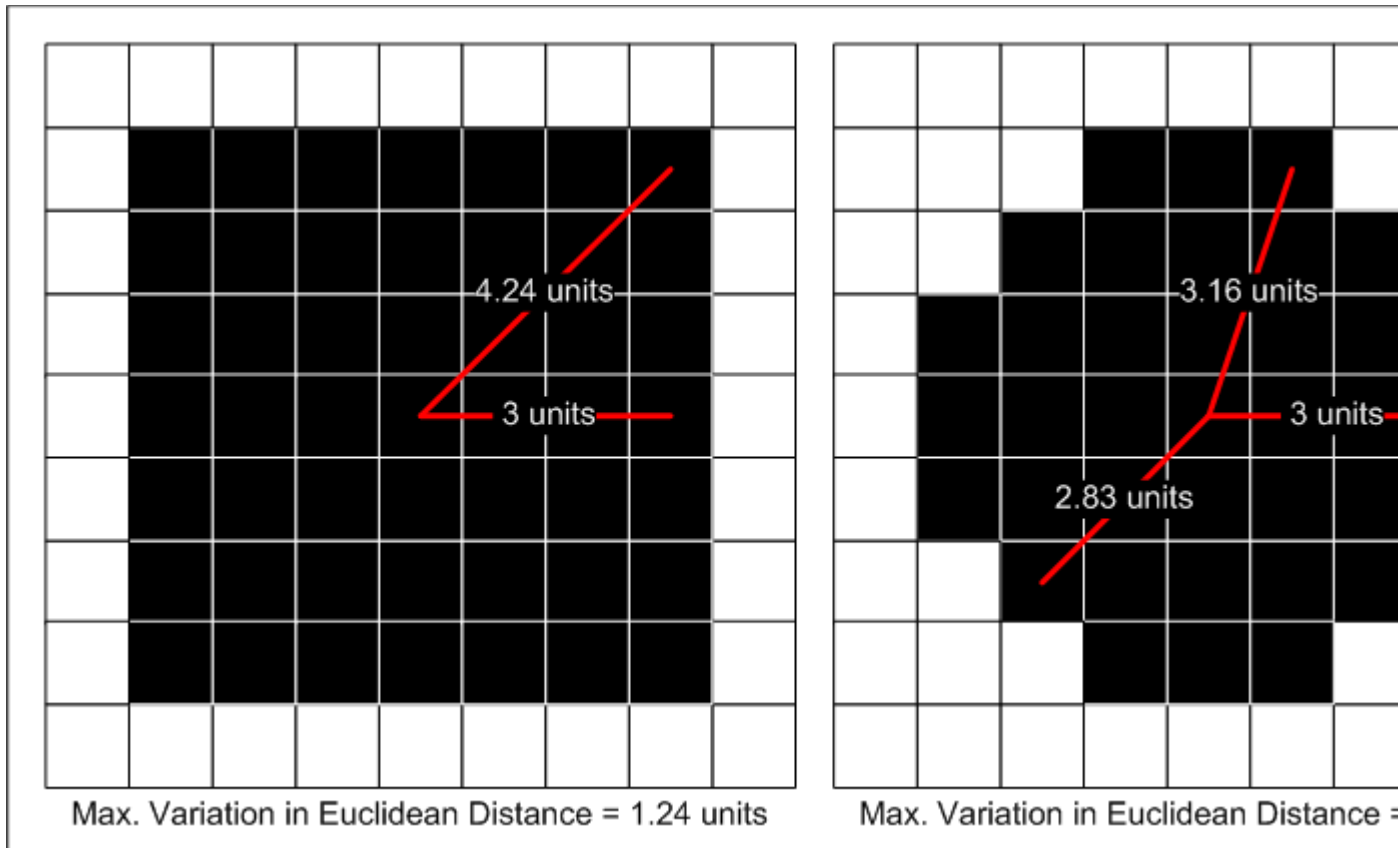 4.24 units
3 units
Max. Variation in Euclidean Distance = 1.24 units
3.16 units
3 units
2.83 units
Max. Variation in Euclidean Distance =